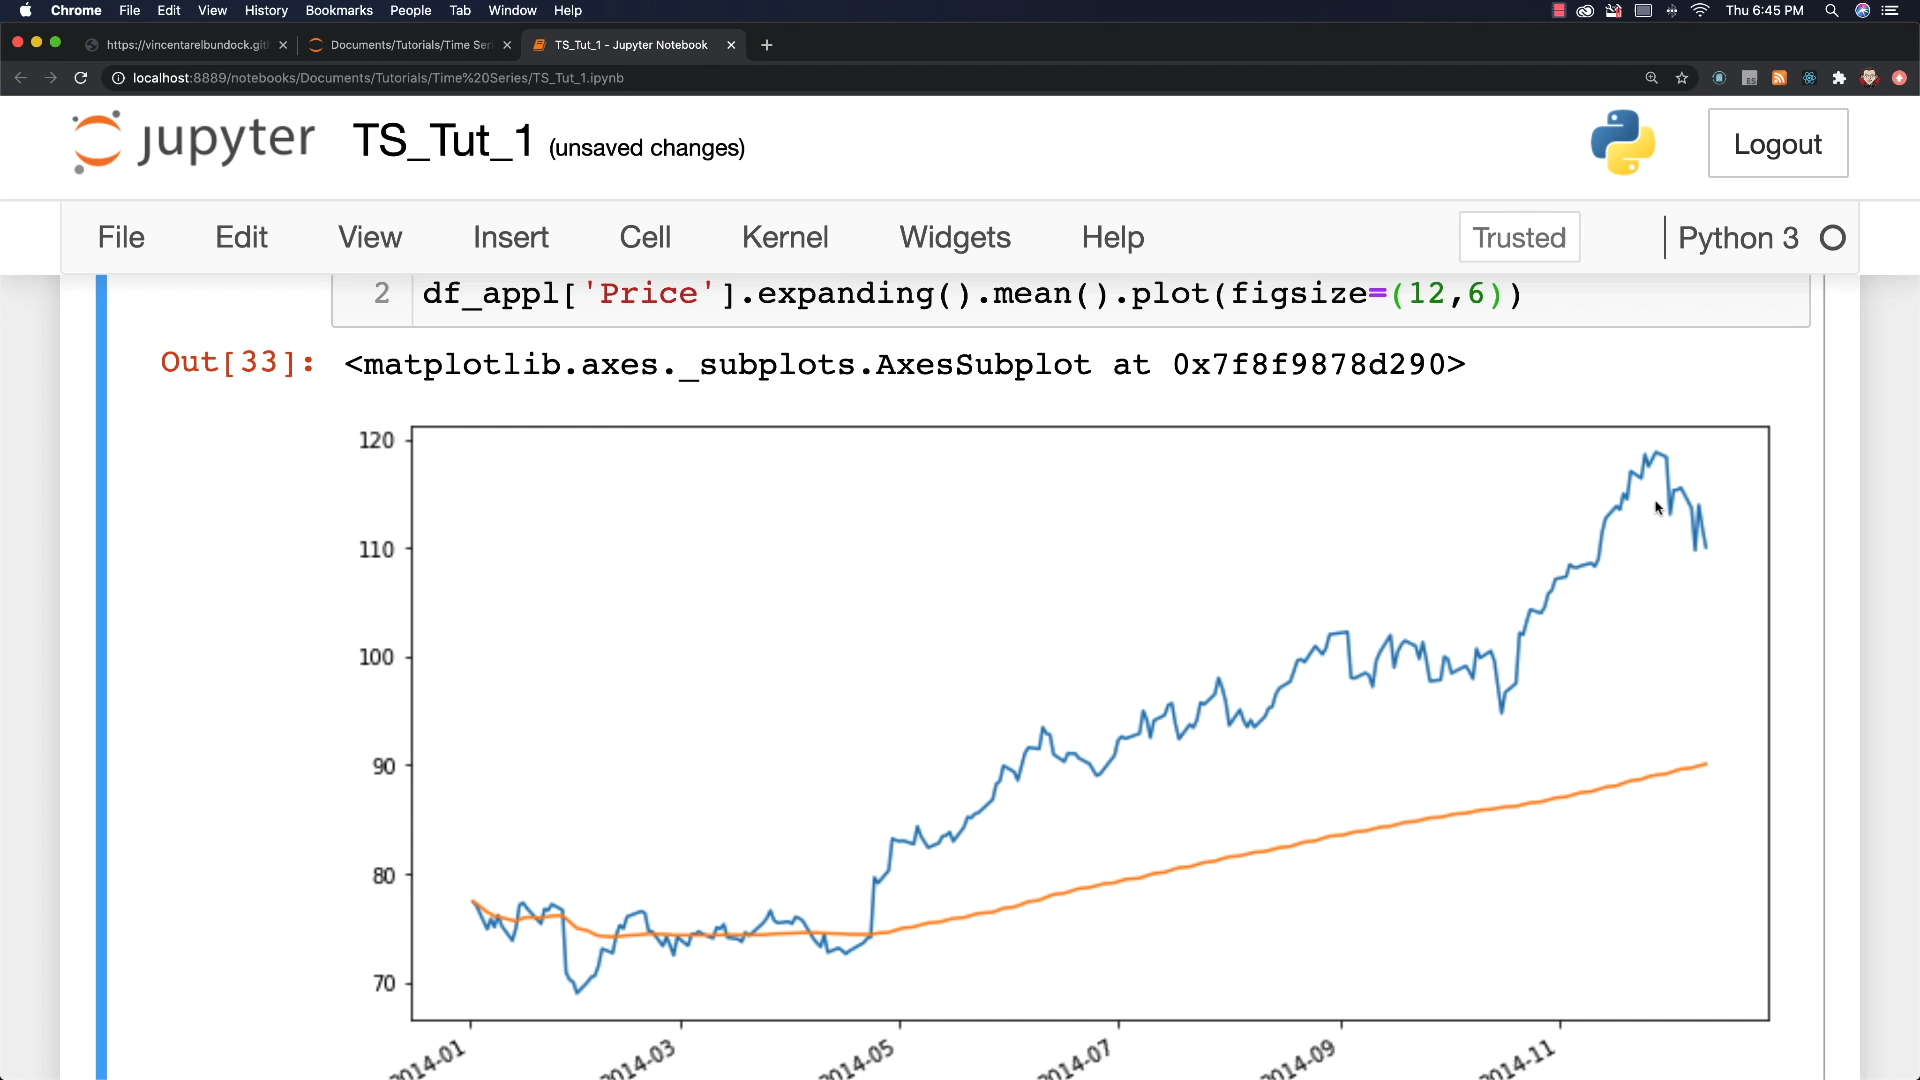 Chrome File Edit View History Bookmarks People Tab Window Help Thu 6:45 PM
https://vincentarelbundock.git Documents/Tutorials/Time Seri TS_Tut_1 - Jupyter Notebook
localhost:8889/notebooks/Documents/Tutorials/Time%20Series/TS_Tut_1.ipynb
jupyter TS_Tut_1 (unsaved changes) Logout
File Edit View Insert Cell Kernel Widgets Help Trusted Python 3
2 df_appl['Price'].expanding().mean().plot(figsize=(12,6))
Out[33]: <matplotlib.axes._subplots.AxesSubplot at 0x7f8f9878d290>
120
110
100
90
80
70
2014-01 2014-03 2014-05 2014-07 2014-09 2014-11